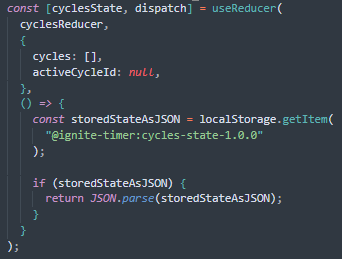 const [cyclesState, dispatch] = useReducer(
cyclesReducer,
{
cycles: [],
activeCycleId: null,
},
() => {
const storedStateAsJSON = localStorage.getItem(
"@ignite-timer:cycles-state-1.0.0"
);
if (storedStateAsJSON) {
return JSON.parse(storedStateAsJSON);
}
}
);